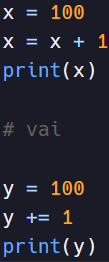 x = 100
x = x + 1
print(x)

# vai

y = 100
y += 1
print(y)